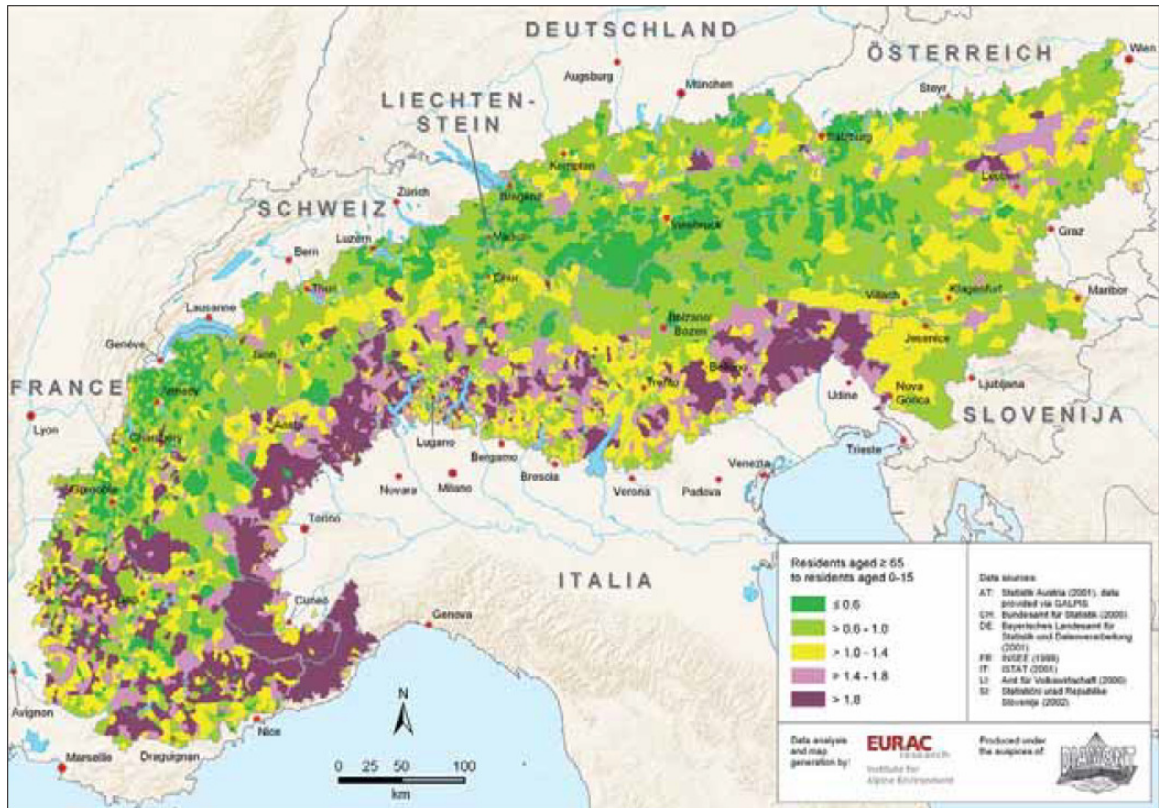 DEUTSCHLAND
ÖSTERREICH
Wien
Augsburg
München
Steyr
LIECHTEN-
STEIN
Salzburg
Kempten
Leoben
Bregenz
Zürich
SCHWEIZ
Innsbruck
Vaduz
Luzern
Graz
Bern
Chur
Thun
Villach
Klagenfurt
Maribor
Lausanne
Bolzano/
Bozen
Jesenice
Genève
Sion
Belluno
Trento
FRANCE
Annecy
Nova
Gorica
Ljubljana
Udine
SLOVENIJA
Lyon
Aosta
Chambéry
Lugano
Trieste
Bergamo
Brescia
Venezia
Novara
Milano
Verona
Padova
Grenoble
Torino
ITALIA
Gap
Cuneo
Genova
Avignon
Nice
Draguignan
Marseille
N
0 25 50 100
km
Residents aged ≥ 65
to residents aged 0-15
≤ 0.6
> 0.6 - 1.0
> 1.0 - 1.4
> 1.4 - 1.8
> 1.8
Data sources:
AT: Statistik Austria (2001), data
provided via GALPIS
CH: Bundesamt für Statistik (2000)
DE: Bayerisches Landesamt für
Statistik und Datenverarbeitung
(2001)
FR: INSEE (1999)
IT: ISTAT (2001)
LI: Amt für Volkswirtschaft (2000)
SI: Statistični urad Republike
Slovenije (2002)
Data analysis
and map
generation by:
EURAC
research
Institute for
Alpine Environment
Produced under
the auspices of:
DIAMONT